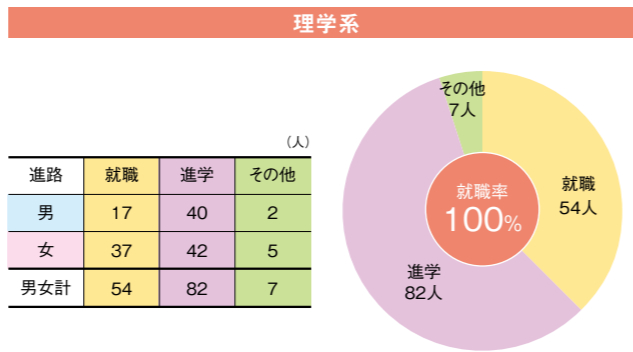 理学系
(人)
進路 就職 進学 その他
男 17 40 2
女 37 42 5
男女計 54 82 7
その他
7人
就職
54人
就職率
100%
進学
82人